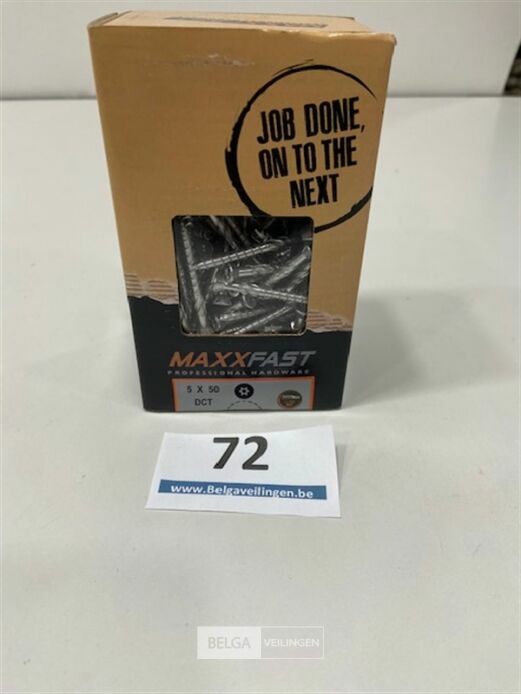 JOB DONE,
ON TO THE
NEXT
MAXXFAST
PROFESSIONAL HARDWARE
5 X 50
DCT
72
www.Belgaveilingen.be
BELGA VEILINGEN